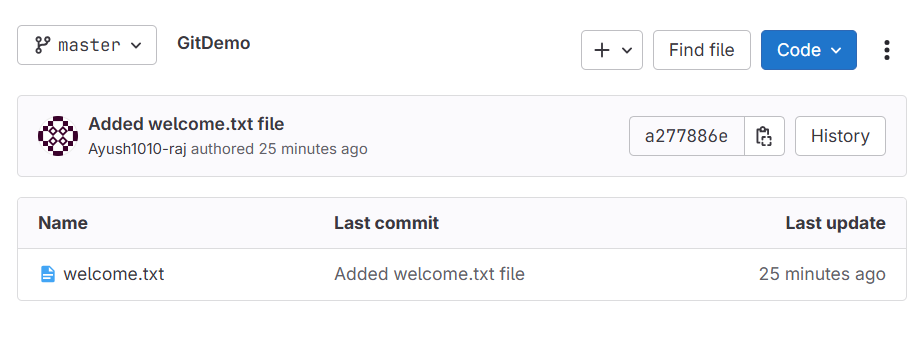 master GitDemo Find file Code
Added welcome.txt file
Ayush1010-raj authored 25 minutes ago
a277886e History
Name Last commit Last update
welcome.txt Added welcome.txt file 25 minutes ago